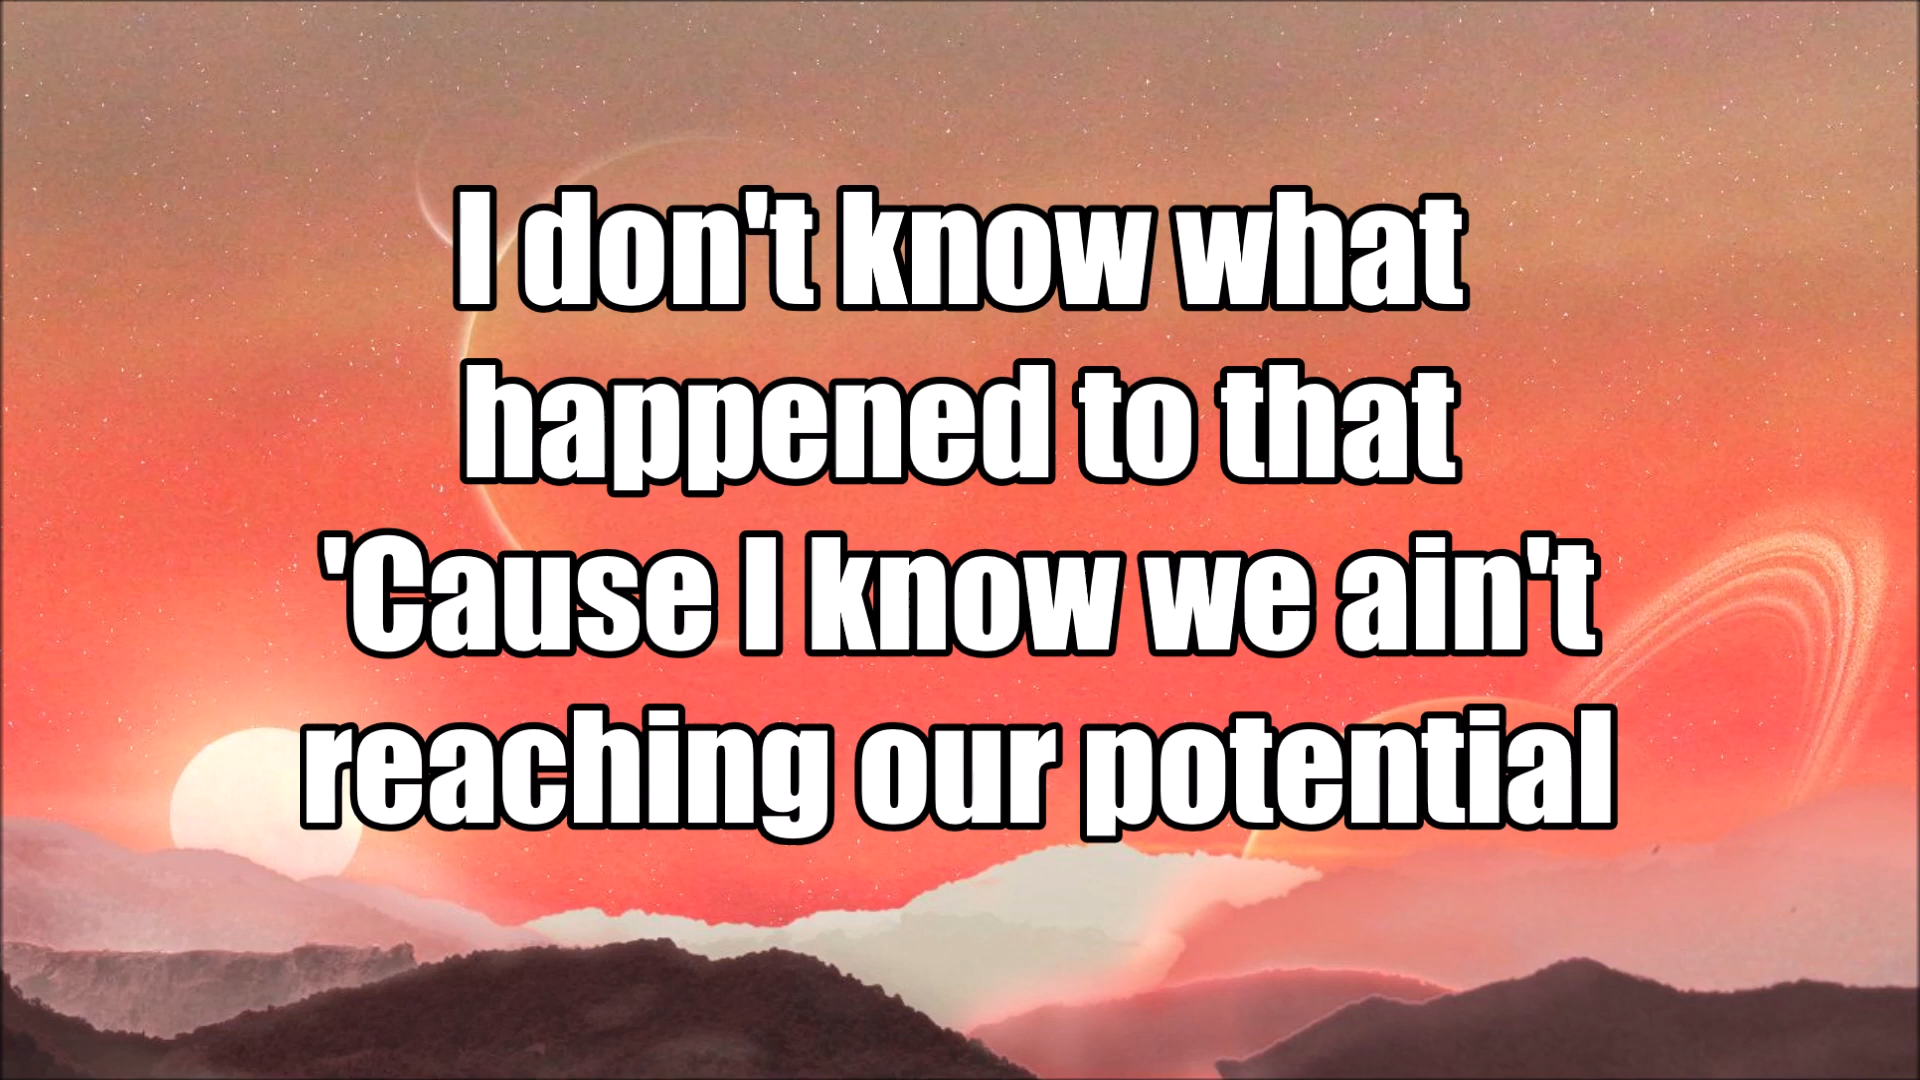 I don't know what
happened to that
'Cause I know we ain't
reaching our potential